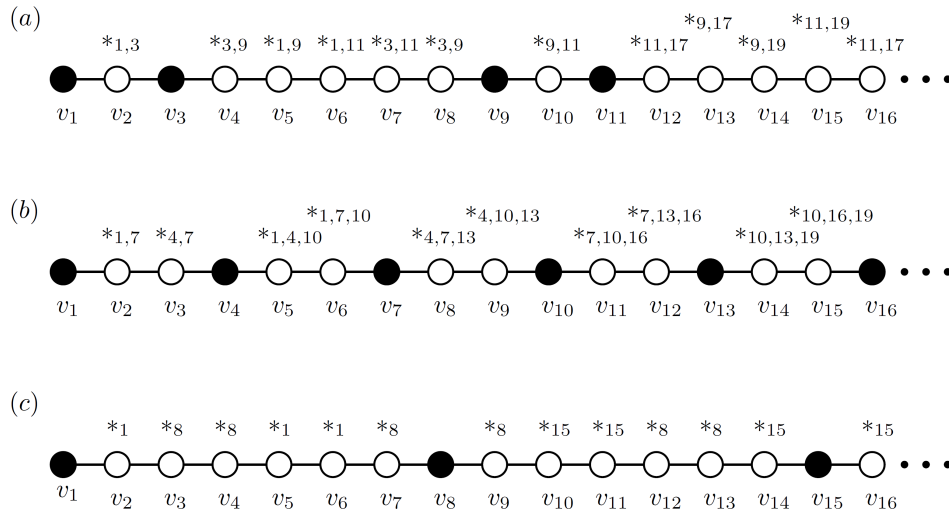 (a)
*9,17 *11,19
*1,3 *3,9 *1,9 *1,11 *3,11 *3,9 *9,11 *11,17 *9,19 *11,17
v1 v2 v3 v4 v5 v6 v7 v8 v9 v10 v11 v12 v13 v14 v15 v16
(b)
*1,7,10 *4,10,13 *7,13,16 *10,16,19
*1,7 *4,7 *1,4,10 *4,7,13 *7,10,16 *10,13,19
v1 v2 v3 v4 v5 v6 v7 v8 v9 v10 v11 v12 v13 v14 v15 v16
(c)
*1 *8 *8 *1 *1 *8 *8 *15 *15 *8 *8 *15 *15
v1 v2 v3 v4 v5 v6 v7 v8 v9 v10 v11 v12 v13 v14 v15 v16